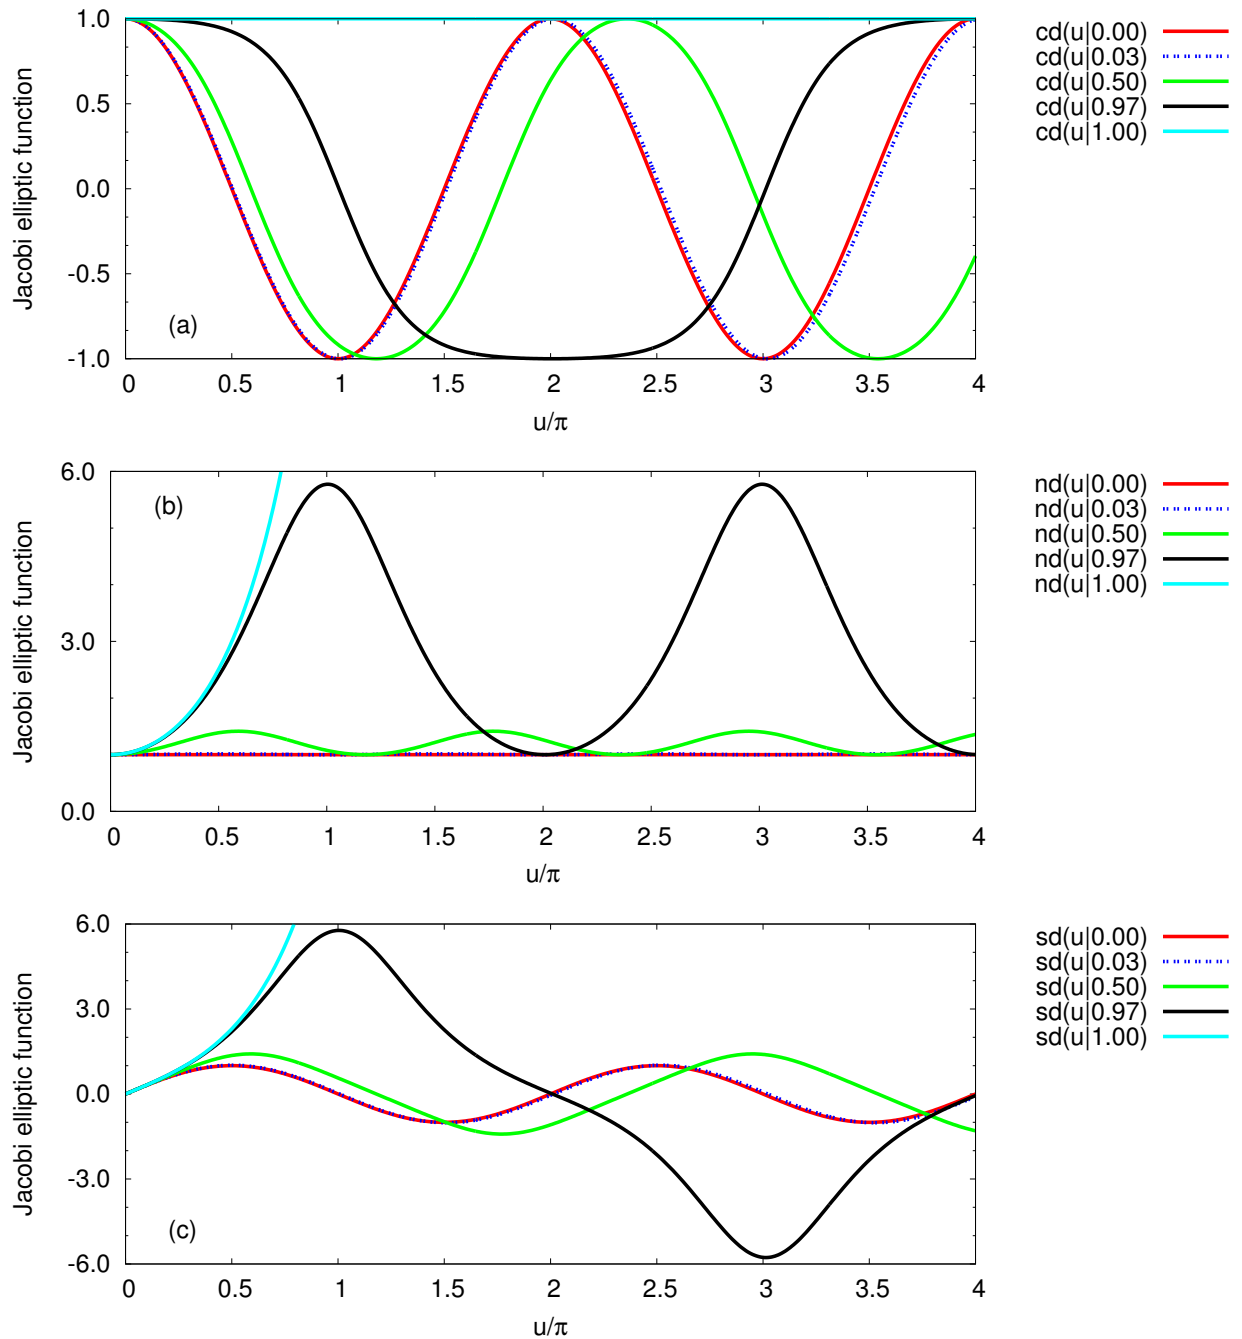 1.0
0.5
0.0
-0.5
-1.0
Jacobi elliptic function
(a)
0 0.5 1 1.5 2 2.5 3 3.5 4
u/π
cd(u|0.00)
cd(u|0.03)
cd(u|0.50)
cd(u|0.97)
cd(u|1.00)
6.0
3.0
0.0
Jacobi elliptic function
(b)
0 0.5 1 1.5 2 2.5 3 3.5 4
u/π
nd(u|0.00)
nd(u|0.03)
nd(u|0.50)
nd(u|0.97)
nd(u|1.00)
6.0
3.0
0.0
-3.0
-6.0
Jacobi elliptic function
(c)
0 0.5 1 1.5 2 2.5 3 3.5 4
u/π
sd(u|0.00)
sd(u|0.03)
sd(u|0.50)
sd(u|0.97)
sd(u|1.00)